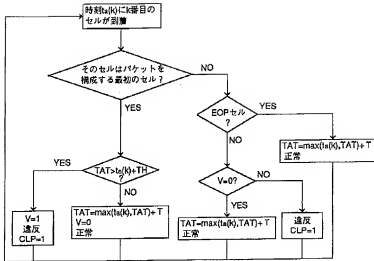 時刻ta(k)にk番目の
セルが到着
そのセルはパケットを
構成する最初のセル?
NO
YES
EOPセル
?
YES
NO
TAT=max(ta(k),TAT)+T
正常
YES
TAT>ta(k)+TH
?
NO
V=0?
NO
YES
V=1
違反
CLP=1
TAT=max(ta(k),TAT)+T
V=0
正常
TAT=max(ta(k),TAT)+T
正常
違反
CLP=1